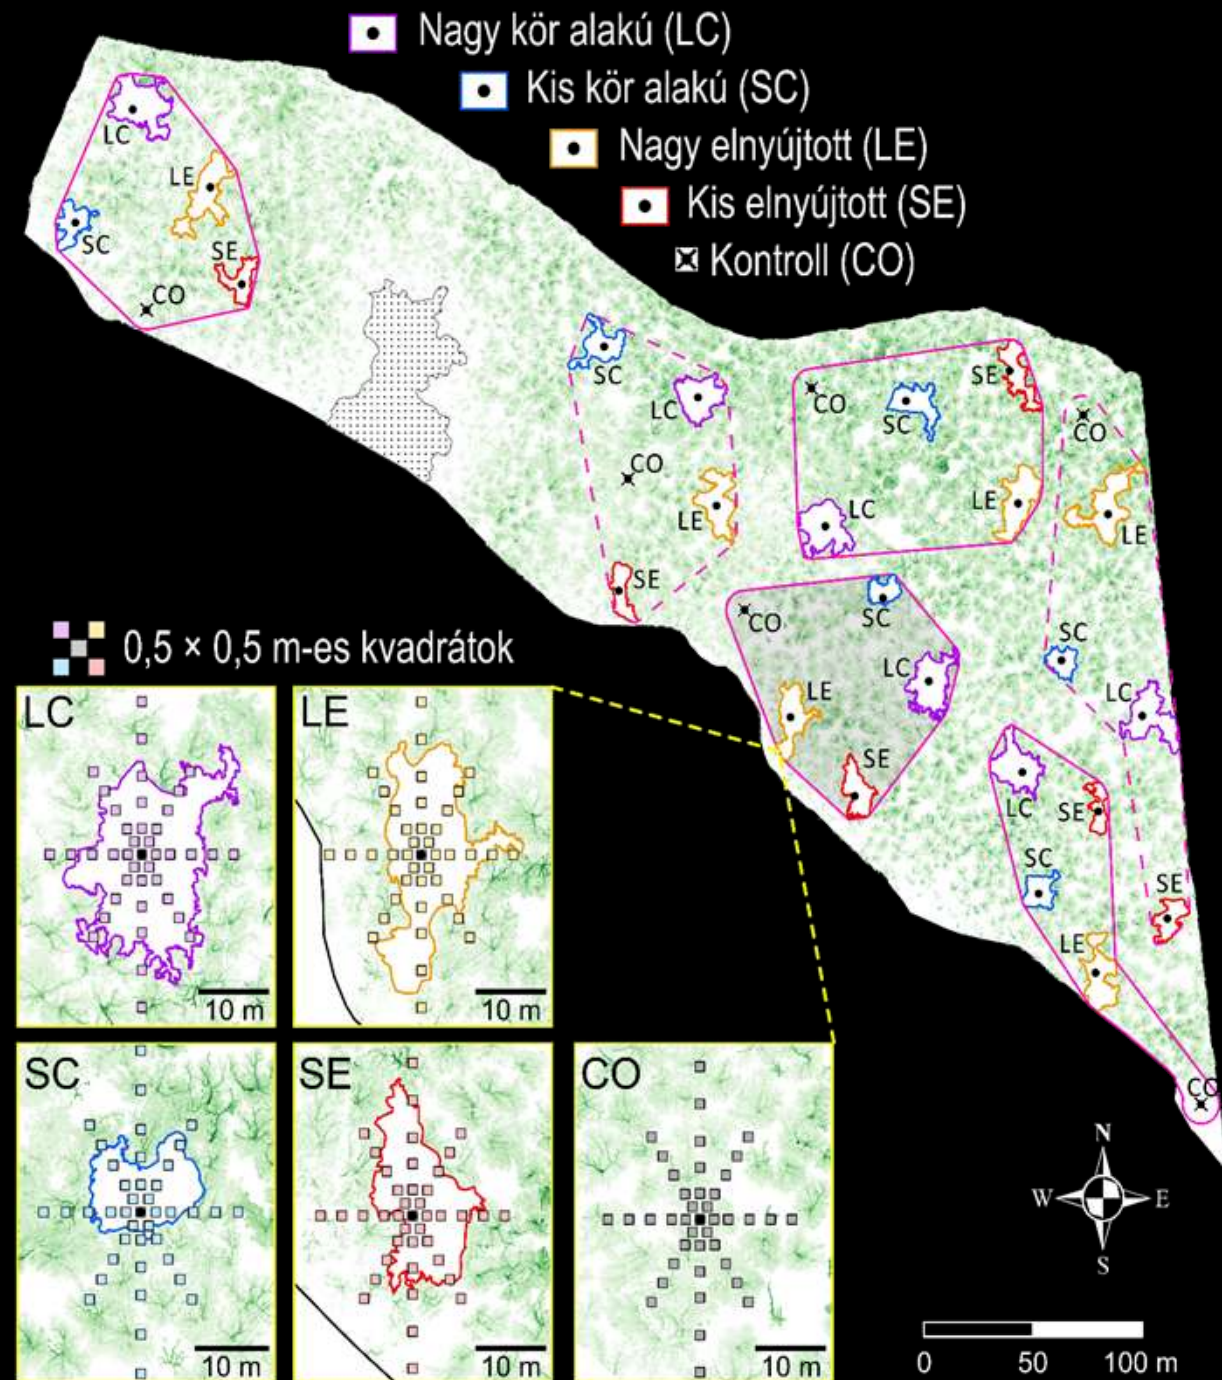 Nagy kör alakú (LC)
Kis kör alakú (SC)
Nagy elnyújtott (LE)
Kis elnyújtott (SE)
Kontroll (CO)
LC
LE
SC
SE
CO
SC
LC
CO
LE
SE
CO
SC
SE
LC
LE
CO
LE
SC
LC
SE
CO
SC
LC
LE
SE
LC
SE
SC
LE
CO
0,5 × 0,5 m-es kvadrátok
LC
10 m
LE
10 m
SC
10 m
SE
10 m
CO
10 m
N
W E
S
0 50 100 m